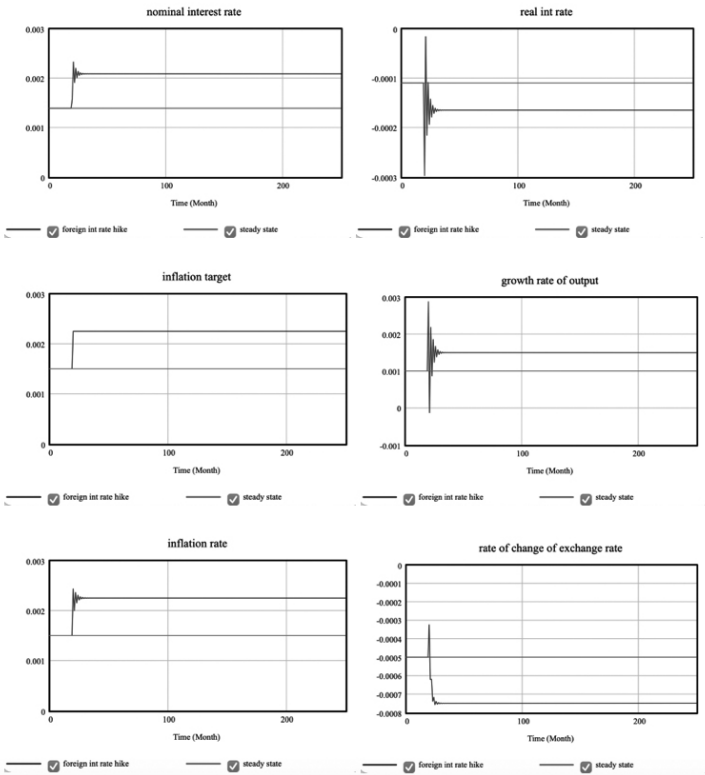 nominal interest rate
0.003
0.002
0.001
0
0 100 200
Time (Month)
foreign int rate hike steady state
real int rate
0
-0.0001
-0.0002
-0.0003
0 100 200
Time (Month)
foreign int rate hike steady state
inflation target
0.003
0.002
0.001
0
0 100 200
Time (Month)
foreign int rate hike steady state
growth rate of output
0.003
0.002
0.001
0
-0.001
0 100 200
Time (Month)
foreign int rate hike steady state
inflation rate
0.003
0.002
0.001
0
0 100 200
Time (Month)
foreign int rate hike steady state
rate of change of exchange rate
0
-0.0001
-0.0002
-0.0003
-0.0004
-0.0005
-0.0006
-0.0007
-0.0008
0 100 200
Time (Month)
foreign int rate hike steady state